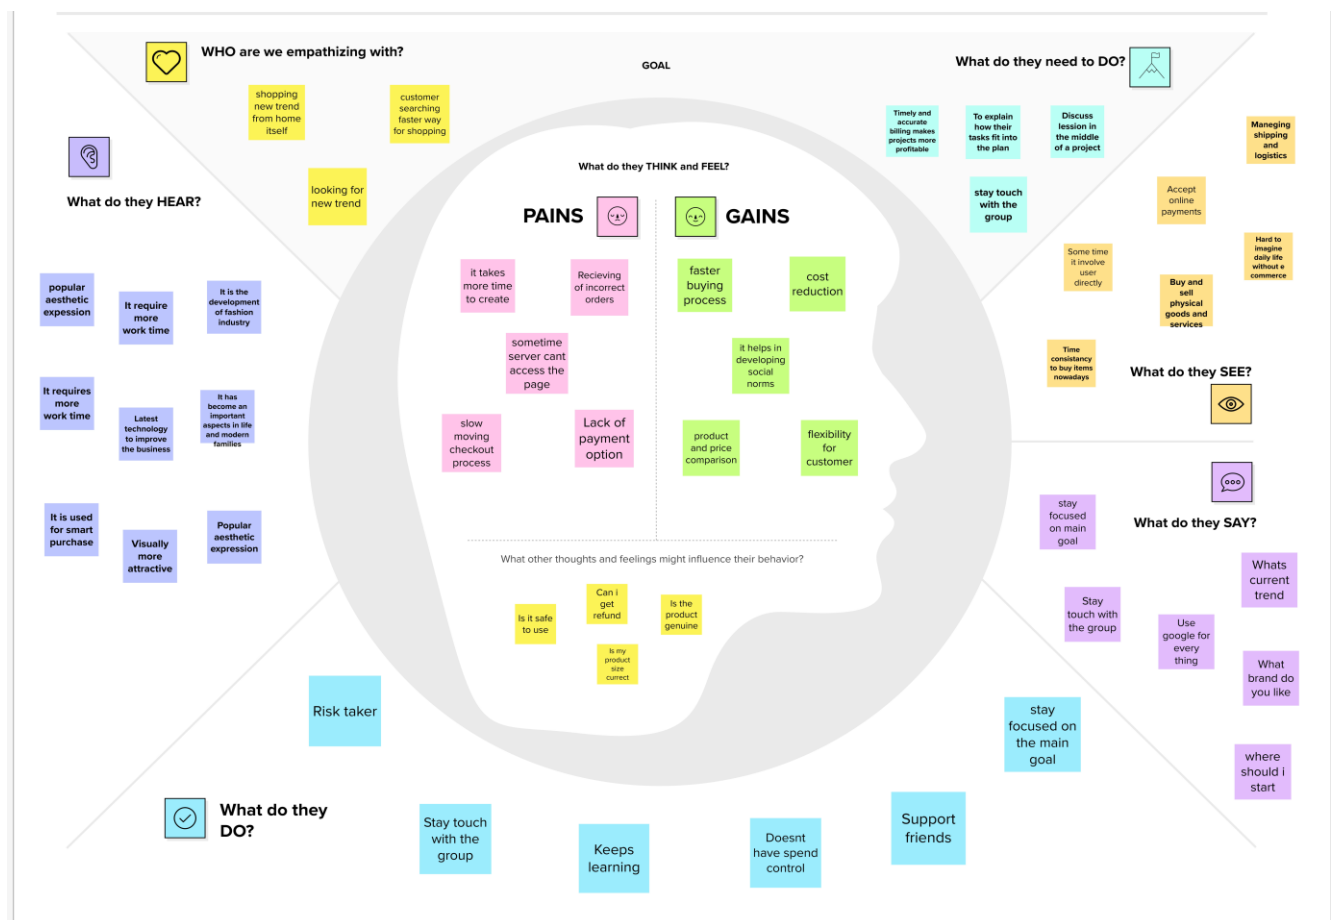 WHO are we empathizing with?
shopping
new trend
from home
itself
customer
searching
faster way
for shopping
looking for
new trend
GOAL
What do they need to DO?
Timely and
accurate
billing makes
projects more
profitable
To explain
how their
tasks fit into
the plan
Discuss
lession in
the middle
of a project
stay touch
with the
group
What do they HEAR?
popular
aesthetic
expession
It require
more
work time
It is the
development
of fashion
industry
It requires
more
work time
Latest
technology
to improve
the business
It has
become an
important
aspects in life
and modern
families
It is used
for smart
purchase
Visually
more
attractive
Popular
aesthetic
expression
What do they THINK and FEEL?
PAINS
it takes
more time
to create
Recieving
of incorrect
orders
sometime
server cant
access the
page
slow
moving
checkout
process
Lack of
payment
option
GAINS
faster
buying
process
cost
reduction
it helps in
developing
social
norms
product
and price
comparison
flexibility
for
customer
What other thoughts and feelings might influence their behavior?
Is it safe
to use
Can i
get
refund
Is the
product
genuine
Is my
product
size
currect
Maneging
shipping
and
logistics
Accept
online
payments
Some time
it involve
user
directly
Hard to
imagine
daily life
without e
commerce
Buy and
sell
physical
goods and
services
Time
consistancy
to buy items
nowadays
What do they SEE?
What do they SAY?
stay
focused
on main
goal
Whats
current
trend
Stay
touch with
the group
Use
google for
every
thing
What
brand do
you like
where
should i
start
What do they
DO?
Risk taker
Stay touch
with the
group
Keeps
learning
Doesnt
have spend
control
Support
friends
stay
focused on
the main
goal